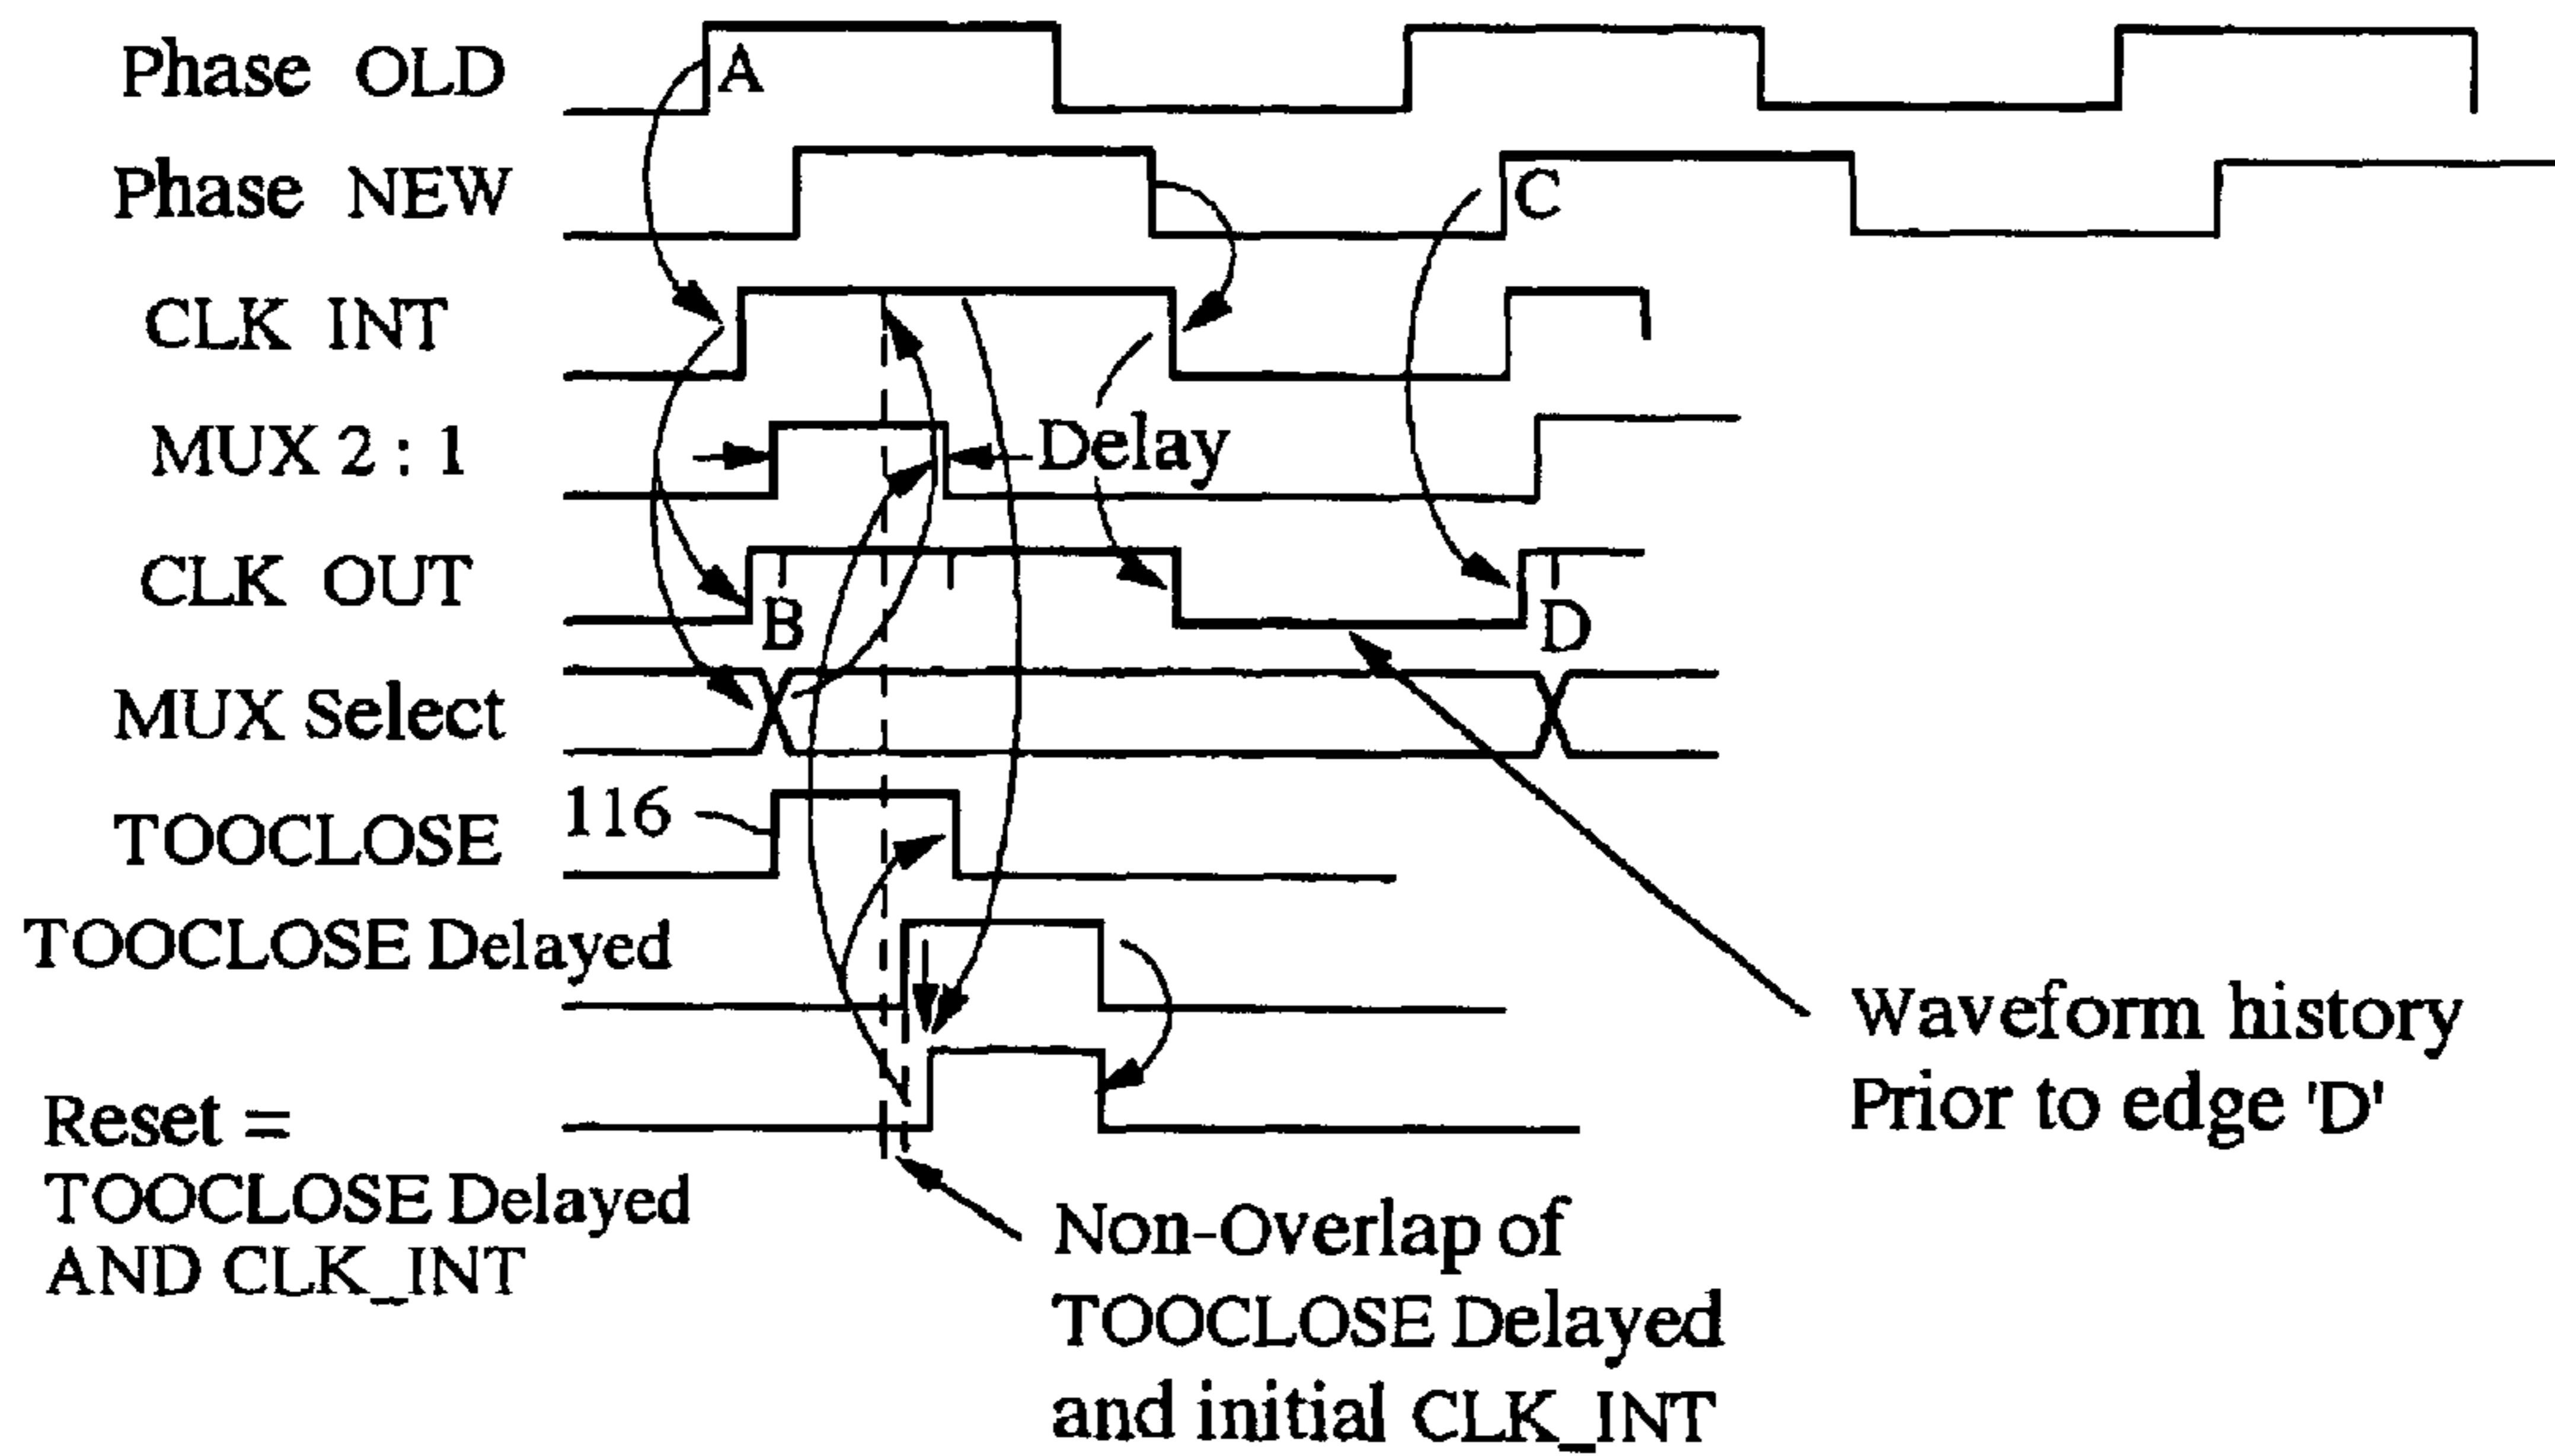 Phase OLD
A
Phase NEW
C
CLK INT
MUX 2 : 1
Delay
CLK OUT
B
D
MUX Select
TOOCLOSE
116
TOOCLOSE Delayed
Waveform history
Prior to edge 'D'
Reset =
TOOCLOSE Delayed
AND CLK_INT
Non-Overlap of
TOOCLOSE Delayed
and initial CLK_INT